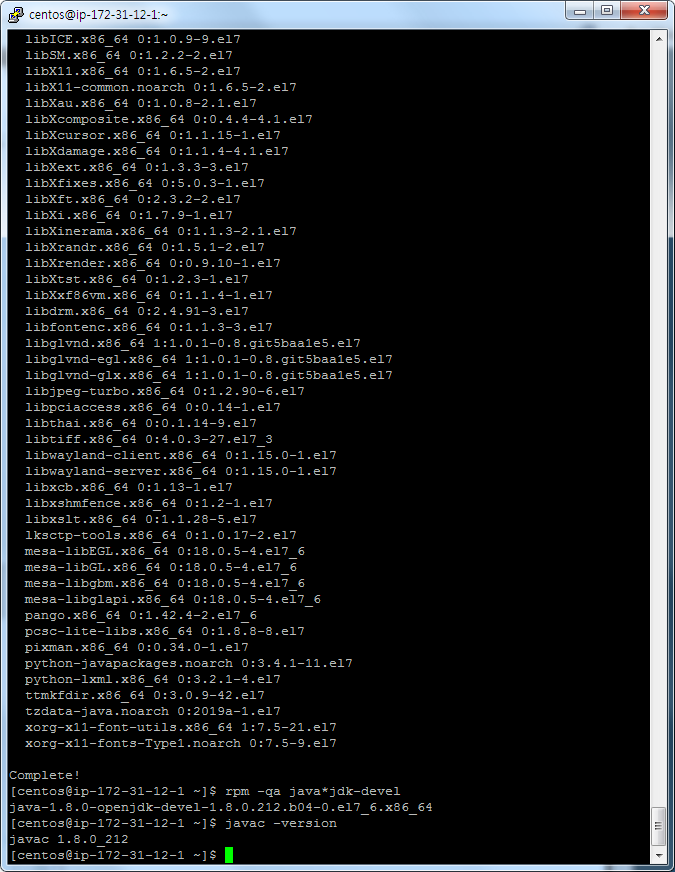 centos@ip-172-31-12-1:~
libICE.x86_64 0:1.0.9-9.el7
libSM.x86_64 0:1.2.2-2.el7
libX11.x86_64 0:1.6.5-2.el7
libX11-common.noarch 0:1.6.5-2.el7
libXau.x86_64 0:1.0.8-2.1.el7
libXcomposite.x86_64 0:0.4.4-4.1.el7
libXcursor.x86_64 0:1.1.15-1.el7
libXdamage.x86_64 0:1.1.4-4.1.el7
libXext.x86_64 0:1.3.3-3.el7
libXfixes.x86_64 0:5.0.3-1.el7
libXft.x86_64 0:2.3.2-2.el7
libXi.x86_64 0:1.7.9-1.el7
libXinerama.x86_64 0:1.1.3-2.1.el7
libXrandr.x86_64 0:1.5.1-2.el7
libXrender.x86_64 0:0.9.10-1.el7
libXtst.x86_64 0:1.2.3-1.el7
libXxf86vm.x86_64 0:1.1.4-1.el7
libdrm.x86_64 0:2.4.91-3.el7
libfontenc.x86_64 0:1.1.3-3.el7
libglvnd.x86_64 1:1.0.1-0.8.git5baa1e5.el7
libglvnd-egl.x86_64 1:1.0.1-0.8.git5baa1e5.el7
libglvnd-glx.x86_64 1:1.0.1-0.8.git5baa1e5.el7
libjpeg-turbo.x86_64 0:1.2.90-6.el7
libpciaccess.x86_64 0:0.14-1.el7
libthai.x86_64 0:0.1.14-9.el7
libtiff.x86_64 0:4.0.3-27.el7_3
libwayland-client.x86_64 0:1.15.0-1.el7
libwayland-server.x86_64 0:1.15.0-1.el7
libxcb.x86_64 0:1.13-1.el7
libxshmfence.x86_64 0:1.2-1.el7
libxslt.x86_64 0:1.1.28-5.el7
lksctp-tools.x86_64 0:1.0.17-2.el7
mesa-libEGL.x86_64 0:18.0.5-4.el7_6
mesa-libGL.x86_64 0:18.0.5-4.el7_6
mesa-libgbm.x86_64 0:18.0.5-4.el7_6
mesa-libglapi.x86_64 0:18.0.5-4.el7_6
pango.x86_64 0:1.42.4-2.el7_6
pcsc-lite-libs.x86_64 0:1.8.8-8.el7
pixman.x86_64 0:0.34.0-1.el7
python-javapackages.noarch 0:3.4.1-11.el7
python-lxml.x86_64 0:3.2.1-4.el7
ttmkfdir.x86_64 0:3.0.9-42.el7
tzdata-java.noarch 0:2019a-1.el7
xorg-x11-font-utils.x86_64 1:7.5-21.el7
xorg-x11-fonts-Type1.noarch 0:7.5-9.el7
Complete!
[centos@ip-172-31-12-1 ~]$ rpm -qa java*jdk-devel
java-1.8.0-openjdk-devel-1.8.0.212.b04-0.el7_6.x86_64
[centos@ip-172-31-12-1 ~]$ javac -version
javac 1.8.0_212
[centos@ip-172-31-12-1 ~]$